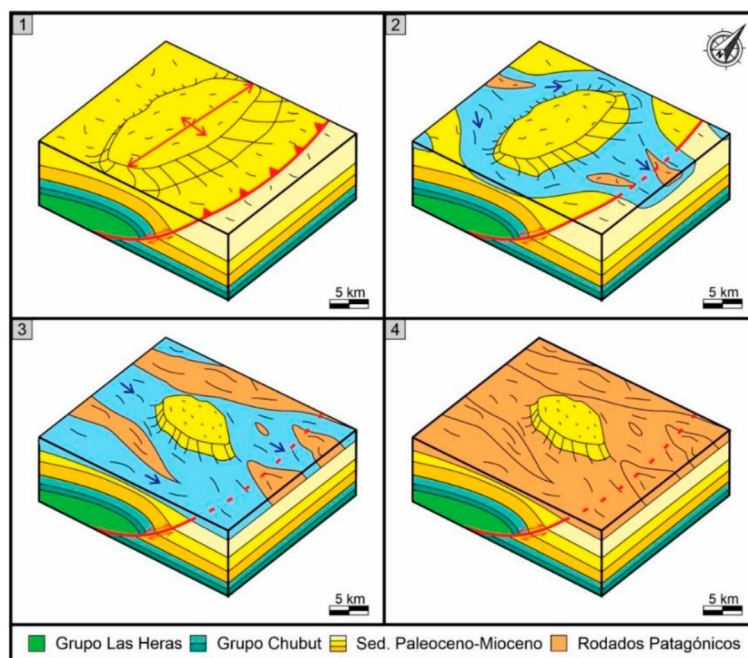 1
2
N
5 km
5 km
3
4
5 km
5 km
Grupo Las Heras
Grupo Chubut
Sed. Paleoceno-Mioceno
Rodados Patagónicos